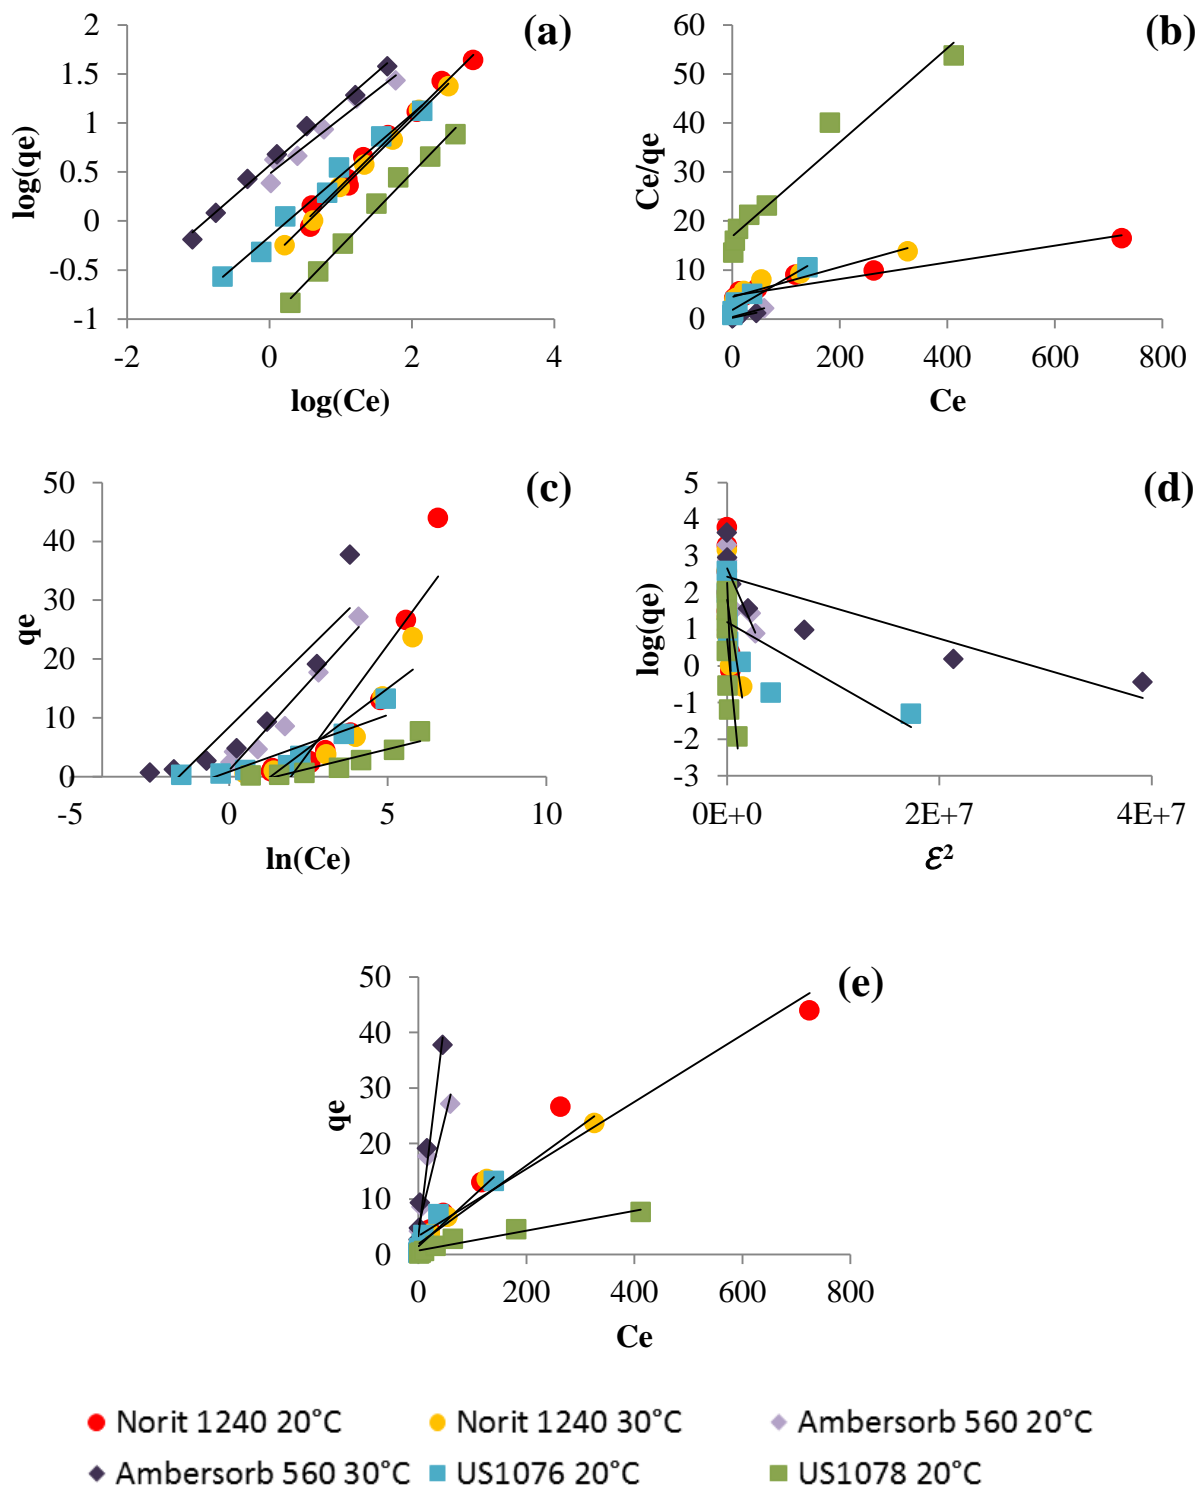 (a)
2
1.5
1
0.5
0
-0.5
-1
-2
0
2
4
log(qe)
log(Ce)
(b)
60
50
40
30
20
10
0
0
200
400
600
800
Ce/qe
Ce
(c)
50
40
30
20
10
0
-5
0
5
10
qe
ln(Ce)
(d)
5
4
3
2
1
0
-1
-2
-3
0E+0
2E+7
4E+7
log(qe)
Ɛ²
(e)
50
40
30
20
10
0
0
200
400
600
800
qe
Ce
Norit 1240 20°C
Norit 1240 30°C
Ambersorb 560 20°C
Ambersorb 560 30°C
US1076 20°C
US1078 20°C